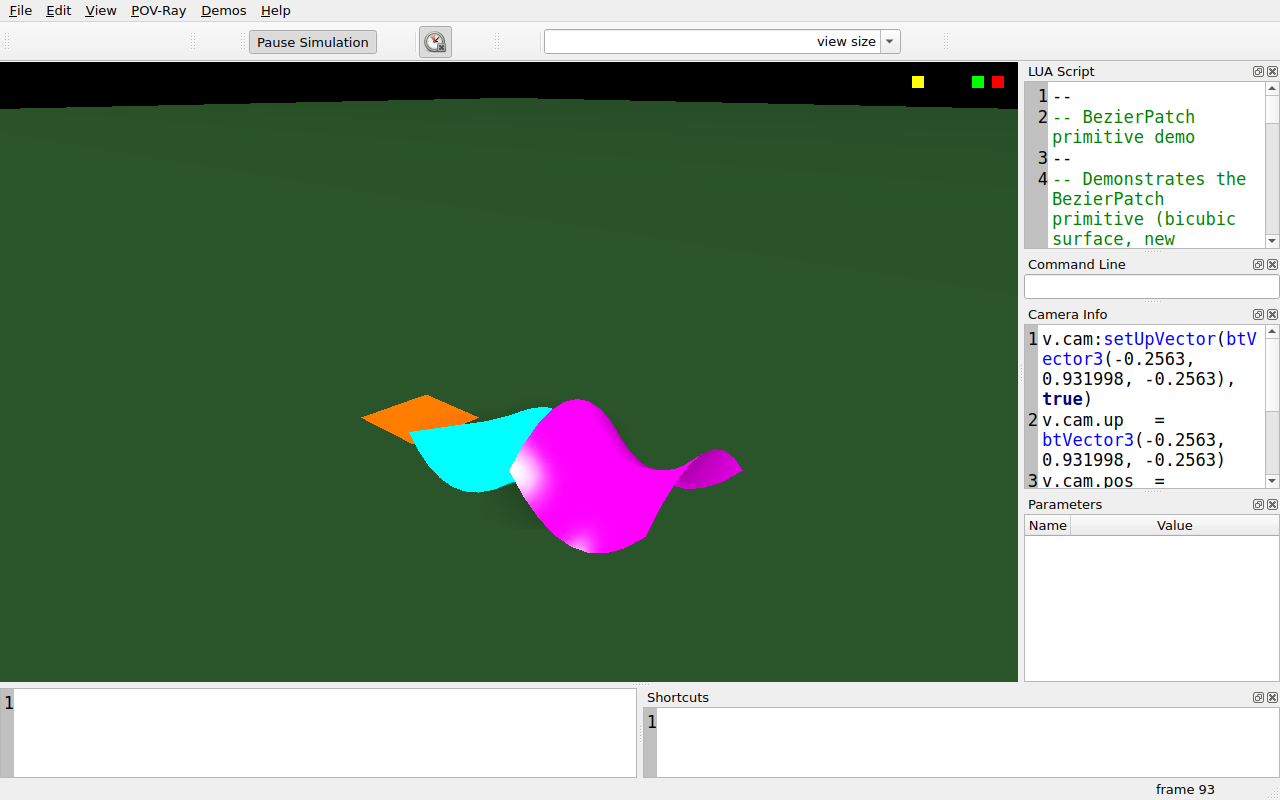 File Edit View POV-Ray Demos Help
Pause Simulation
view size
LUA Script
1 --
2 -- BezierPatch
primitive demo
3 --
4 -- Demonstrates the
BezierPatch
primitive (bicubic
surface, new
Command Line
Camera Info
1 v.cam:setUpVector(btV
ector3(-0.2563,
0.931998, -0.2563),
true)
2 v.cam.up   =
btVector3(-0.2563,
0.931998, -0.2563)
3 v.cam.pos  =
Parameters
Name Value
1
Shortcuts
1
frame 93